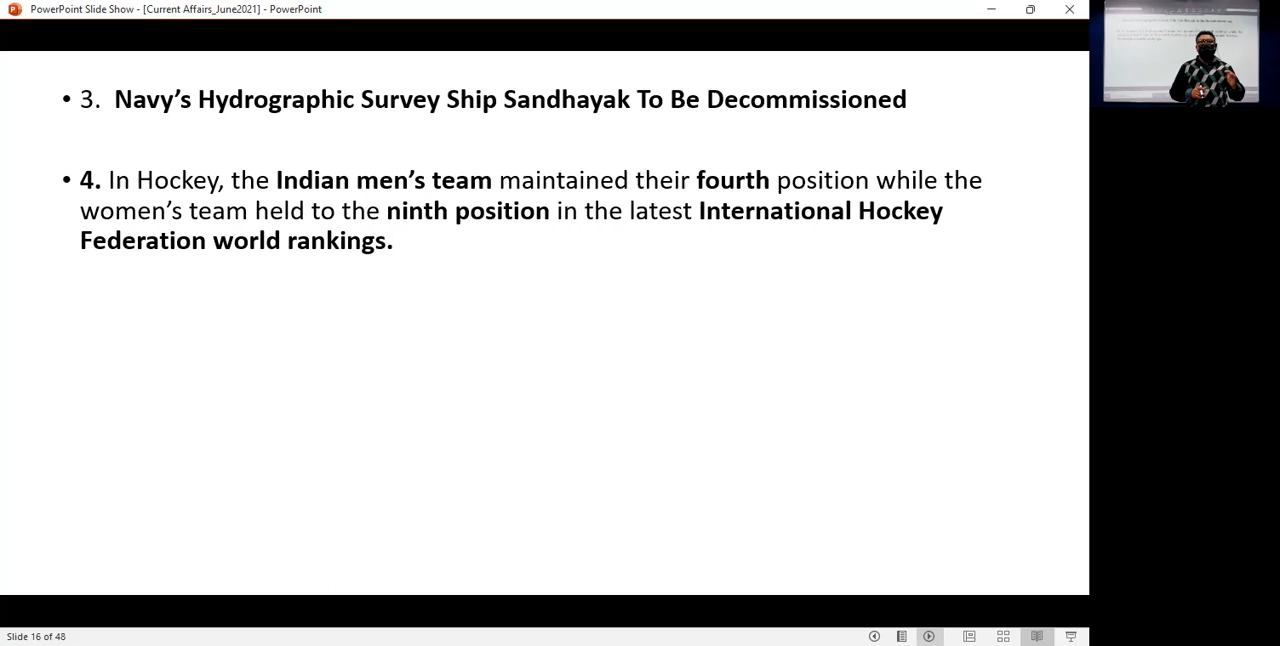 PowerPoint Slide Show - [Current Affairs_June2021] - PowerPoint
• 3. Navy’s Hydrographic Survey Ship Sandhayak To Be Decommissioned
• 4. In Hockey, the Indian men’s team maintained their fourth position while the
women’s team held to the ninth position in the latest International Hockey
Federation world rankings.
Slide 16 of 48